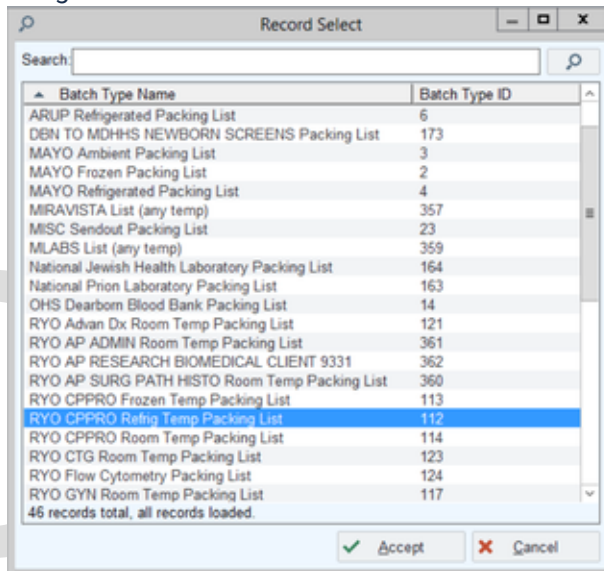 Record Select
Search:
Batch Type Name Batch Type ID
ARUP Refrigerated Packing List 6
DBN TO MDHHS NEWBORN SCREENS Packing List 173
MAYO Ambient Packing List 3
MAYO Frozen Packing List 2
MAYO Refrigerated Packing List 4
MIRAVISTA List (any temp) 357
MISC Sendout Packing List 23
MLABS List (any temp) 359
National Jewish Health Laboratory Packing List 164
National Prion Laboratory Packing List 163
OHS Dearborn Blood Bank Packing List 14
RYO Advan Dx Room Temp Packing List 121
RYO AP ADMIN Room Temp Packing List 361
RYO AP RESEARCH BIOMEDICAL CLIENT 9331 362
RYO AP SURG PATH HISTO Room Temp Packing List 360
RYO CPPRO Frozen Temp Packing List 113
RYO CPPRO Refrig Temp Packing List 112
RYO CPPRO Room Temp Packing List 114
RYO CTG Room Temp Packing List 123
RYO Flow Cytometry Packing List 124
RYO GYN Room Temp Packing List 117
46 records total, all records loaded.
Accept Cancel